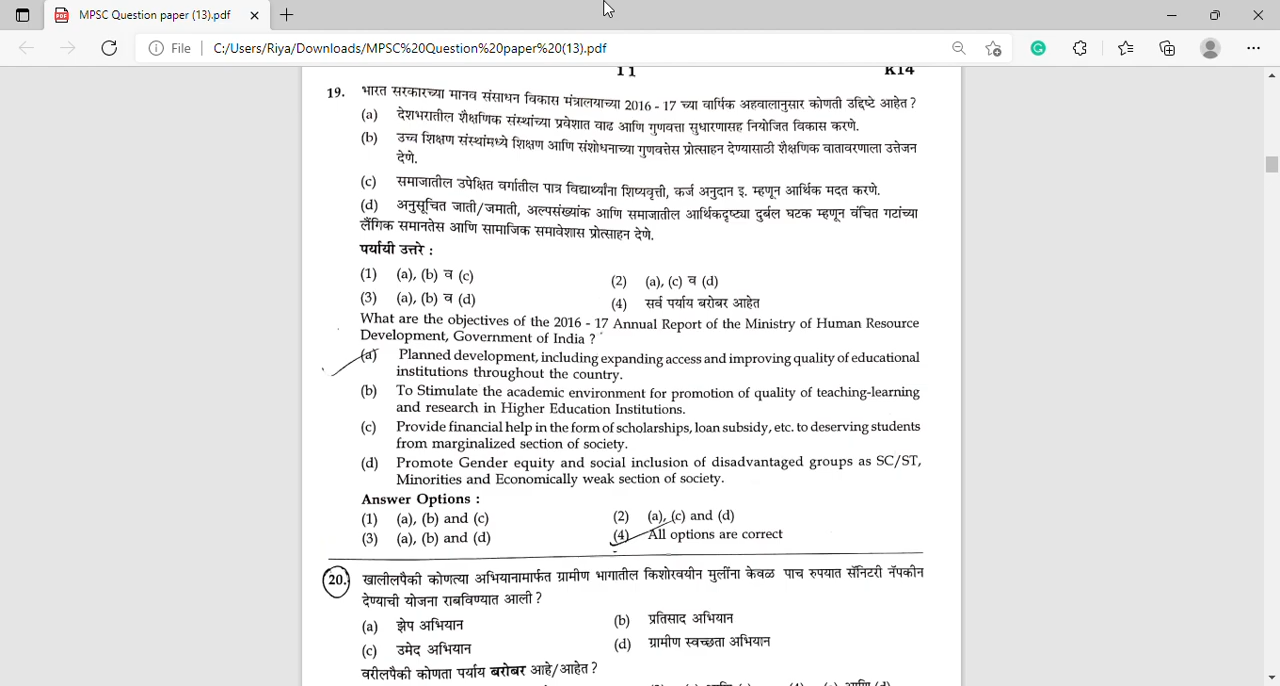 MPSC Question paper (13).pdf
File
C:/Users/Riya/Downloads/MPSC%20Question%20paper%20(13).pdf
11 K14
19. भारत सरकारच्या मानव संसाधन विकास मंत्रालयाच्या 2016 - 17 च्या वार्षिक अहवालानुसार कोणती उद्दिष्टे आहेत ?
(a) देशभरातील शैक्षणिक संस्थांच्या प्रवेशात वाढ आणि गुणवत्ता सुधारणासह नियोजित विकास करणे.
(b) उच्च शिक्षण संस्थांमध्ये शिक्षण आणि संशोधनाच्या गुणवत्तेस प्रोत्साहन देण्यासाठी शैक्षणिक वातावरणाला उत्तेजन
देणे.
(c) समाजातील उपेक्षित वर्गातील पात्र विद्यार्थ्यांना शिष्यवृत्ती, कर्ज अनुदान इ. म्हणून आर्थिक मदत करणे.
(d) अनुसूचित जाती/जमाती, अल्पसंख्यांक आणि समाजातील आर्थिकदृष्ट्या दुर्बल घटक म्हणून वंचित गटांच्या
लैंगिक समानतेस आणि सामाजिक समावेशास प्रोत्साहन देणे.
पर्यायी उत्तरे :
(1) (a), (b) व (c) (2) (a), (c) व (d)
(3) (a), (b) व (d) (4) सर्व पर्याय बरोबर आहेत
What are the objectives of the 2016 - 17 Annual Report of the Ministry of Human Resource
Development, Government of India ?
(a) Planned development, including expanding access and improving quality of educational
institutions throughout the country.
(b) To Stimulate the academic environment for promotion of quality of teaching-learning
and research in Higher Education Institutions.
(c) Provide financial help in the form of scholarships, loan subsidy, etc. to deserving students
from marginalized section of society.
(d) Promote Gender equity and social inclusion of disadvantaged groups as SC/ST,
Minorities and Economically weak section of society.
Answer Options :
(1) (a), (b) and (c) (2) (a), (c) and (d)
(3) (a), (b) and (d) (4) All options are correct
20. खालीलपैकी कोणत्या अभियानामार्फत ग्रामीण भागातील किशोरवयीन मुलींना केवळ पाच रुपयात सॅनिटरी नॅपकीन
देण्याची योजना राबविण्यात आली ?
(a) झेप अभियान (b) प्रतिसाद अभियान
(c) उमेद अभियान (d) ग्रामीण स्वच्छता अभियान
वरीलपैकी कोणता पर्याय बरोबर आहे/आहेत ?